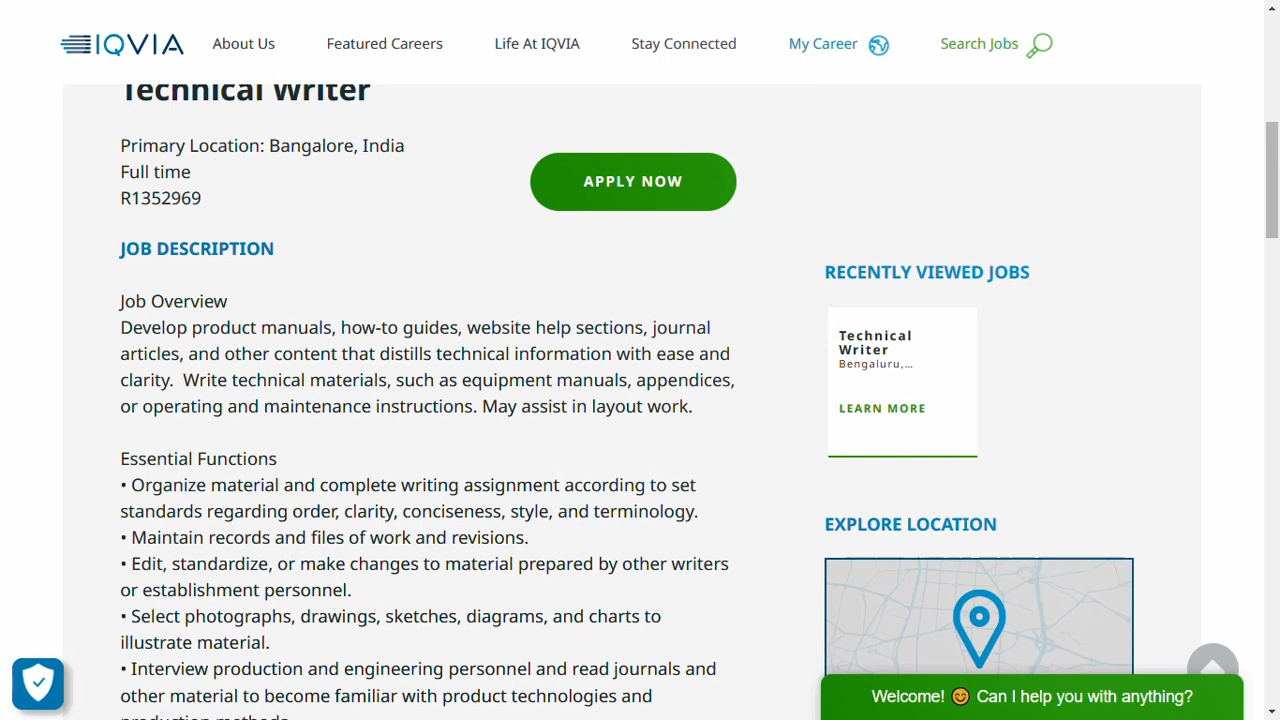 IQVIA
About Us
Featured Careers
Life At IQVIA
Stay Connected
My Career
Search Jobs
Technical Writer
Primary Location: Bangalore, India
Full time
R1352969
APPLY NOW
JOB DESCRIPTION
Job Overview
Develop product manuals, how-to guides, website help sections, journal
articles, and other content that distills technical information with ease and
clarity.  Write technical materials, such as equipment manuals, appendices,
or operating and maintenance instructions. May assist in layout work.
Essential Functions
• Organize material and complete writing assignment according to set
standards regarding order, clarity, conciseness, style, and terminology.
• Maintain records and files of work and revisions.
• Edit, standardize, or make changes to material prepared by other writers
or establishment personnel.
• Select photographs, drawings, sketches, diagrams, and charts to
illustrate material.
• Interview production and engineering personnel and read journals and
other material to become familiar with product technologies and
production methods.
RECENTLY VIEWED JOBS
Technical
Writer
Bengaluru,...
LEARN MORE
EXPLORE LOCATION
Welcome! 😊 Can I help you with anything?